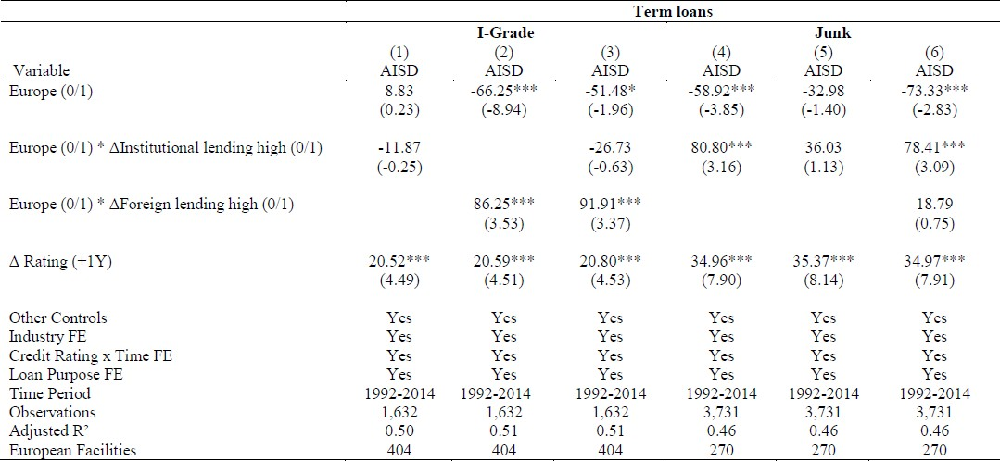 Term loans
I-Grade Junk
(1) (2) (3) (4) (5) (6)
Variable AISD AISD AISD AISD AISD AISD
Europe (0/1) 8.83 -66.25*** -51.48* -58.92*** -32.98 -73.33***
(0.23) (-8.94) (-1.96) (-3.85) (-1.40) (-2.83)
Europe (0/1) * ΔInstitutional lending high (0/1) -11.87 -26.73 80.80*** 36.03 78.41***
(-0.25) (-0.63) (3.16) (1.13) (3.09)
Europe (0/1) * ΔForeign lending high (0/1) 86.25*** 91.91*** 18.79
(3.53) (3.37) (0.75)
Δ Rating (+1Y) 20.52*** 20.59*** 20.80*** 34.96*** 35.37*** 34.97***
(4.49) (4.51) (4.53) (7.90) (8.14) (7.91)
Other Controls Yes Yes Yes Yes Yes Yes
Industry FE Yes Yes Yes Yes Yes Yes
Credit Rating x Time FE Yes Yes Yes Yes Yes Yes
Loan Purpose FE Yes Yes Yes Yes Yes Yes
Time Period 1992-2014 1992-2014 1992-2014 1992-2014 1992-2014 1992-2014
Observations 1,632 1,632 1,632 3,731 3,731 3,731
Adjusted R² 0.50 0.51 0.51 0.46 0.46 0.46
European Facilities 404 404 404 270 270 270